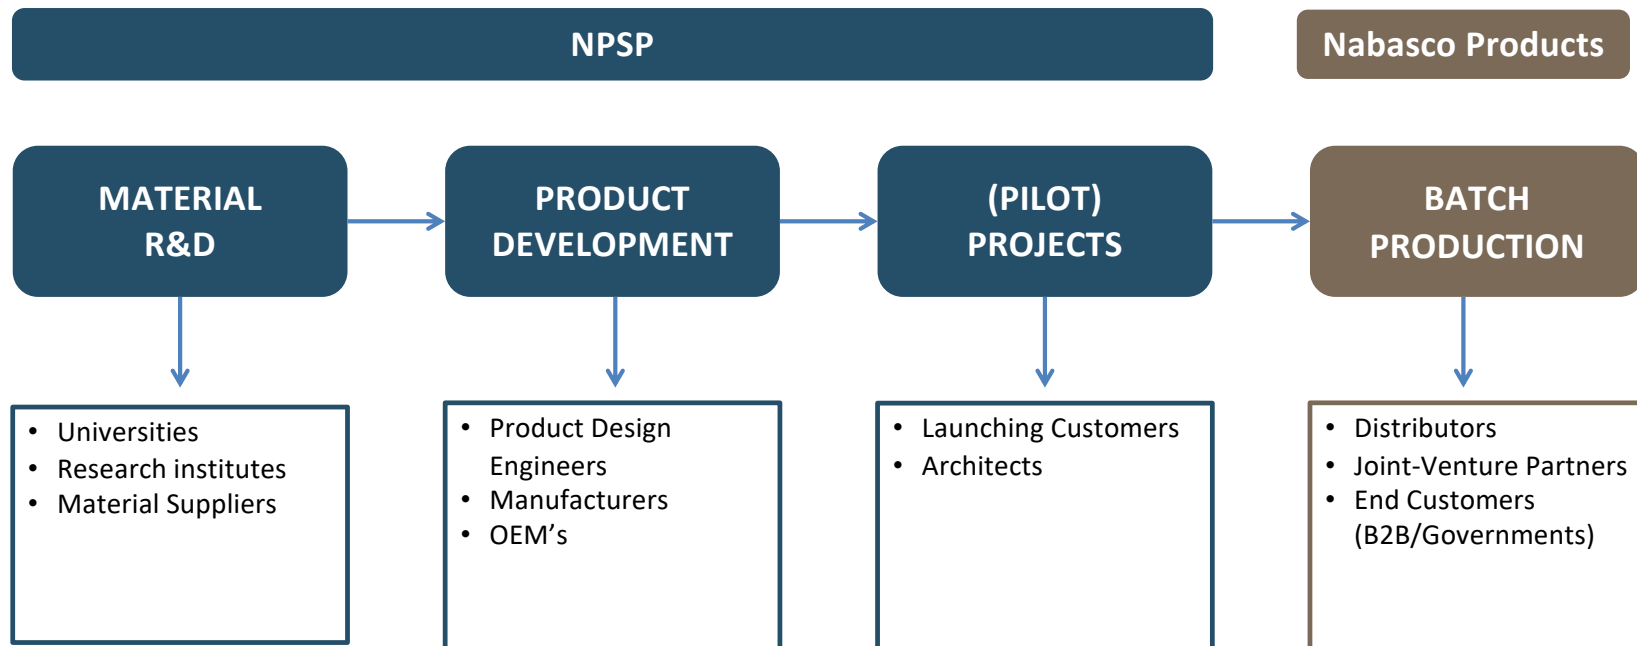 NPSP
Nabasco Products
MATERIAL
R&D
PRODUCT
DEVELOPMENT
(PILOT)
PROJECTS
BATCH
PRODUCTION
• Universities
• Research institutes
• Material Suppliers
• Product Design
Engineers
• Manufacturers
• OEM’s
• Launching Customers
• Architects
• Distributors
• Joint-Venture Partners
• End Customers
(B2B/Governments)